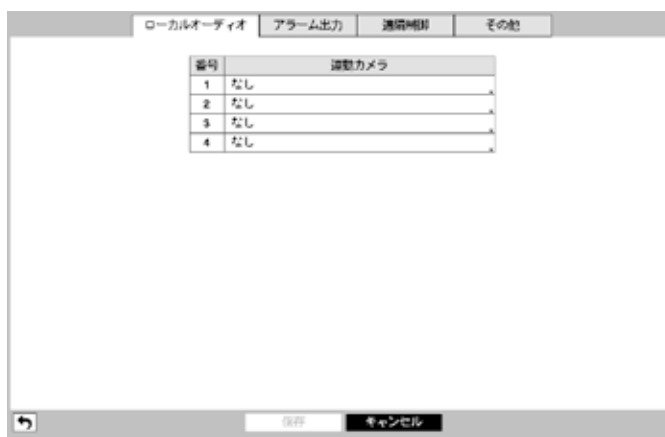 ローカルオーディオ アラーム出力 遠隔制御 その他
番号 連動カメラ
1 なし
2 なし
3 なし
4 なし
保存 キャンセル